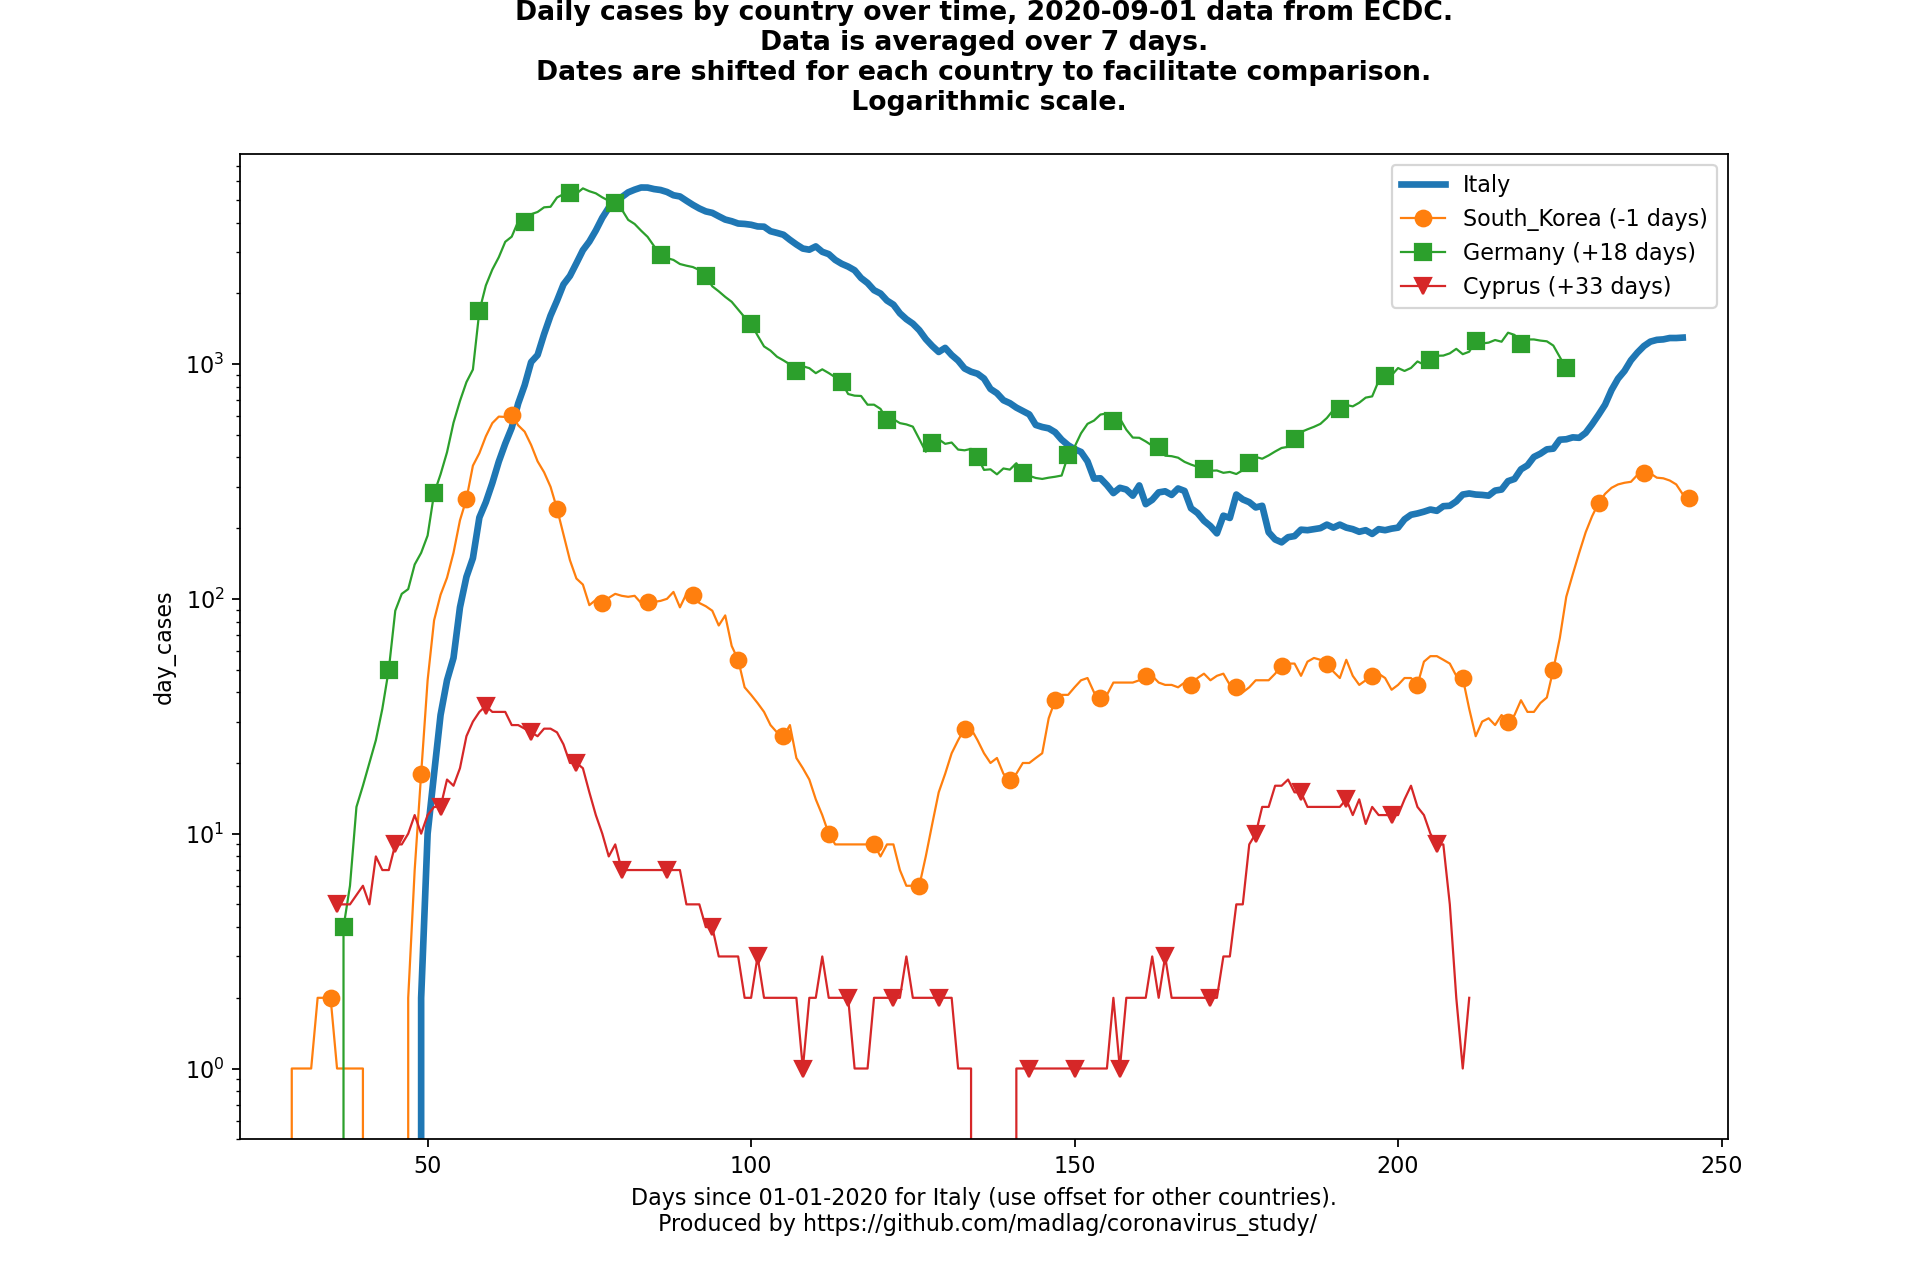 Daily cases by country over time, 2020-09-01 data from ECDC.
Data is averaged over 7 days.
Dates are shifted for each country to facilitate comparison.
Logarithmic scale.
Italy
South_Korea (-1 days)
Germany (+18 days)
Cyprus (+33 days)
day_cases
10³
10²
10¹
10⁰
50
100
150
200
250
Days since 01-01-2020 for Italy (use offset for other countries).
Produced by https://github.com/madlag/coronavirus_study/